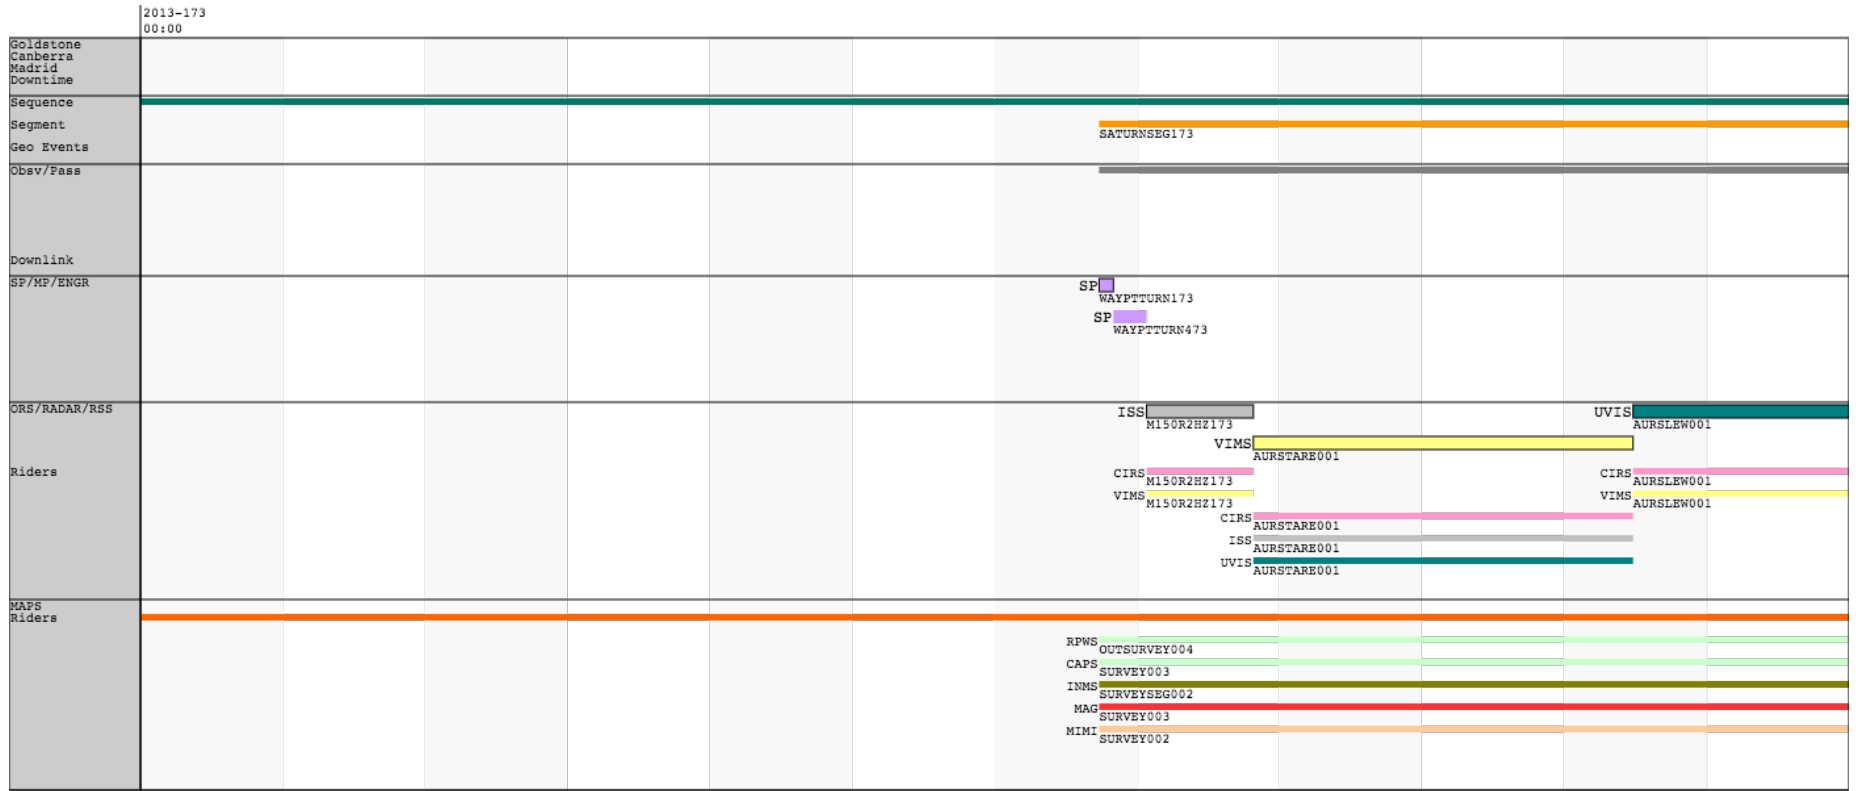 2013-173
00:00
Goldstone
Canberra
Madrid
Downtime
Sequence
Segment
SATURNSEG173
Geo Events
Obsv/Pass
Downlink
SP/MP/ENGR
SP
WAYPTTURN173
SP
WAYPTTURN473
ORS/RADAR/RSS
ISS
M150R2HZ173
UVIS
AURSLEW001
VIMS
AURSTARE001
Riders
CIRS
M150R2HZ173
CIRS
AURSLEW001
VIMS
M150R2HZ173
VIMS
AURSLEW001
CIRS
AURSTARE001
ISS
AURSTARE001
UVIS
AURSTARE001
MAPS
Riders
RPWS
OUTSURVEY004
CAPS
SURVEY003
INMS
SURVEYSEG002
MAG
SURVEY003
MIMI
SURVEY002